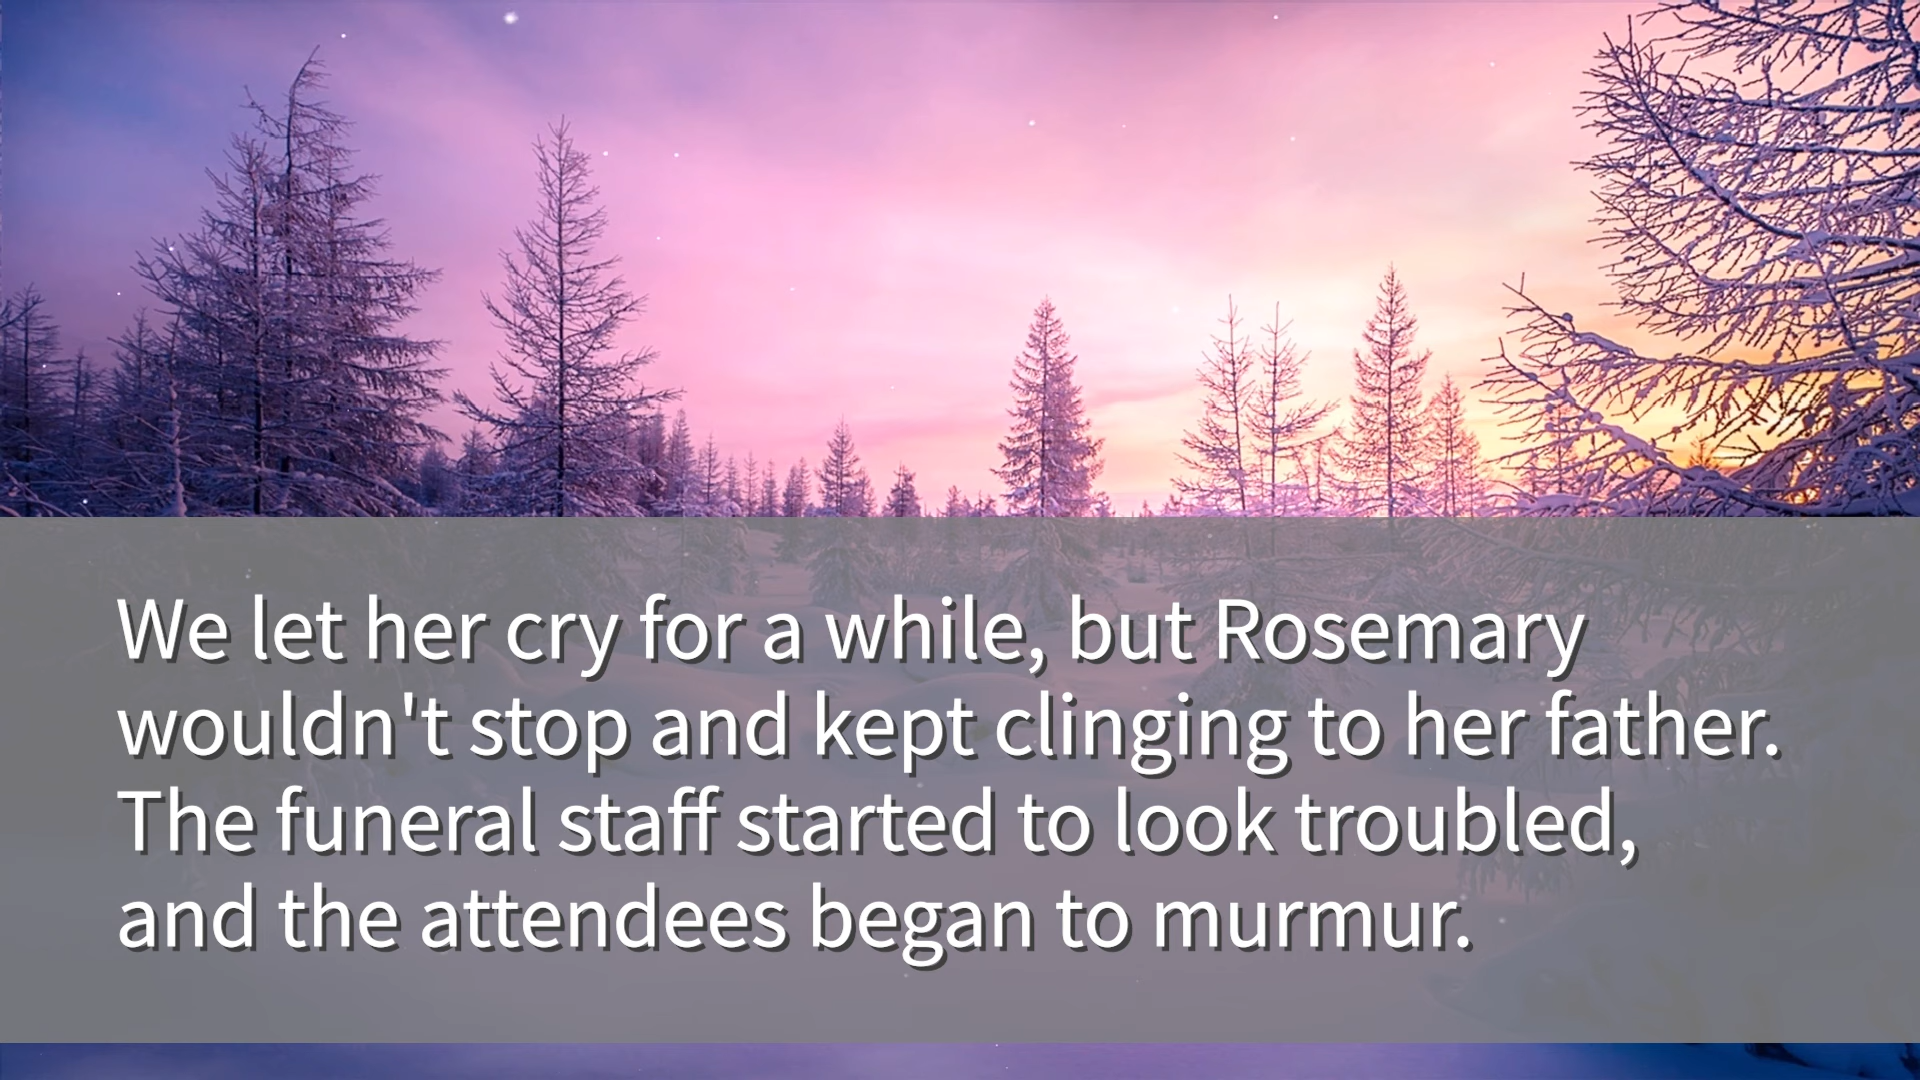 We let her cry for a while, but Rosemary
wouldn't stop and kept clinging to her father.
The funeral staff started to look troubled,
and the attendees began to murmur.